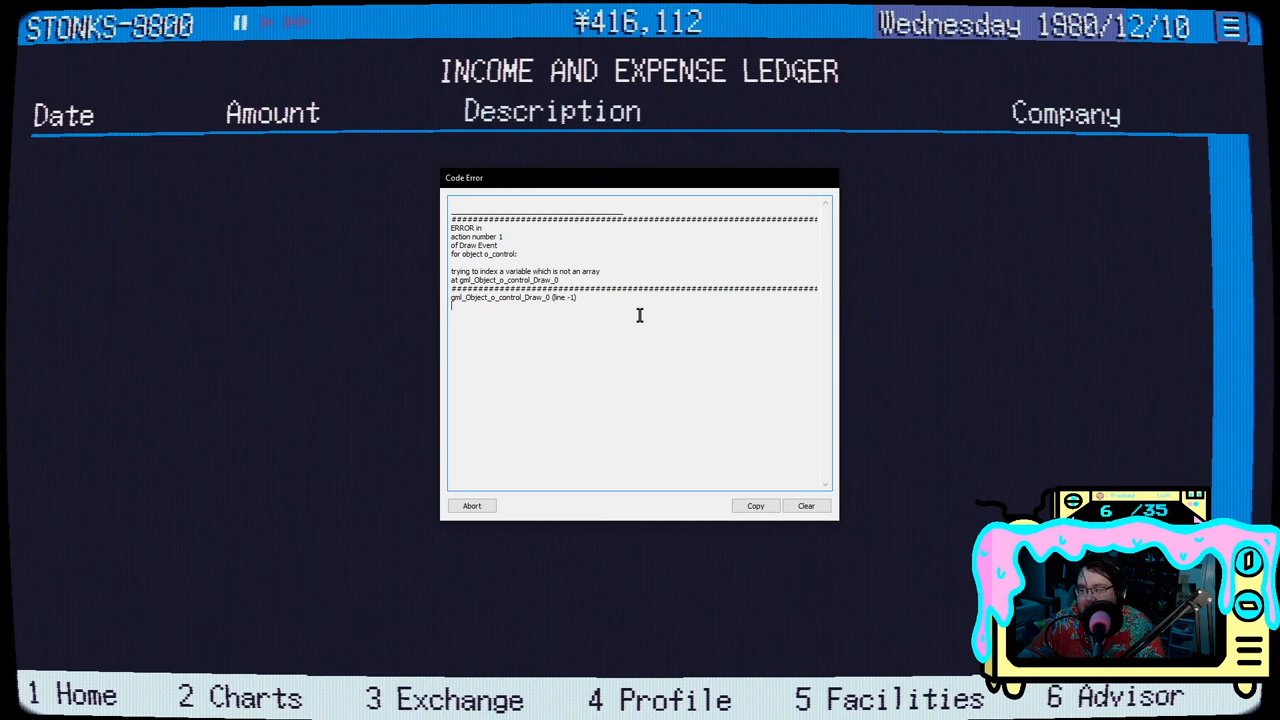 STONKS-9800
¥416,112
Wednesday 1980/12/10
INCOME AND EXPENSE LEDGER
Date Amount Description Company
Code Error
############################################################################
ERROR in
action number 1
of Draw Event
for object o_control:
trying to index a variable which is not an array
at gml_Object_o_control_Draw_0
############################################################################
gml_Object_o_control_Draw_0 (line -1)
Abort Copy Clear
6 /35
1 Home 2 Charts 3 Exchange 4 Profile 5 Facilities 6 Advisor